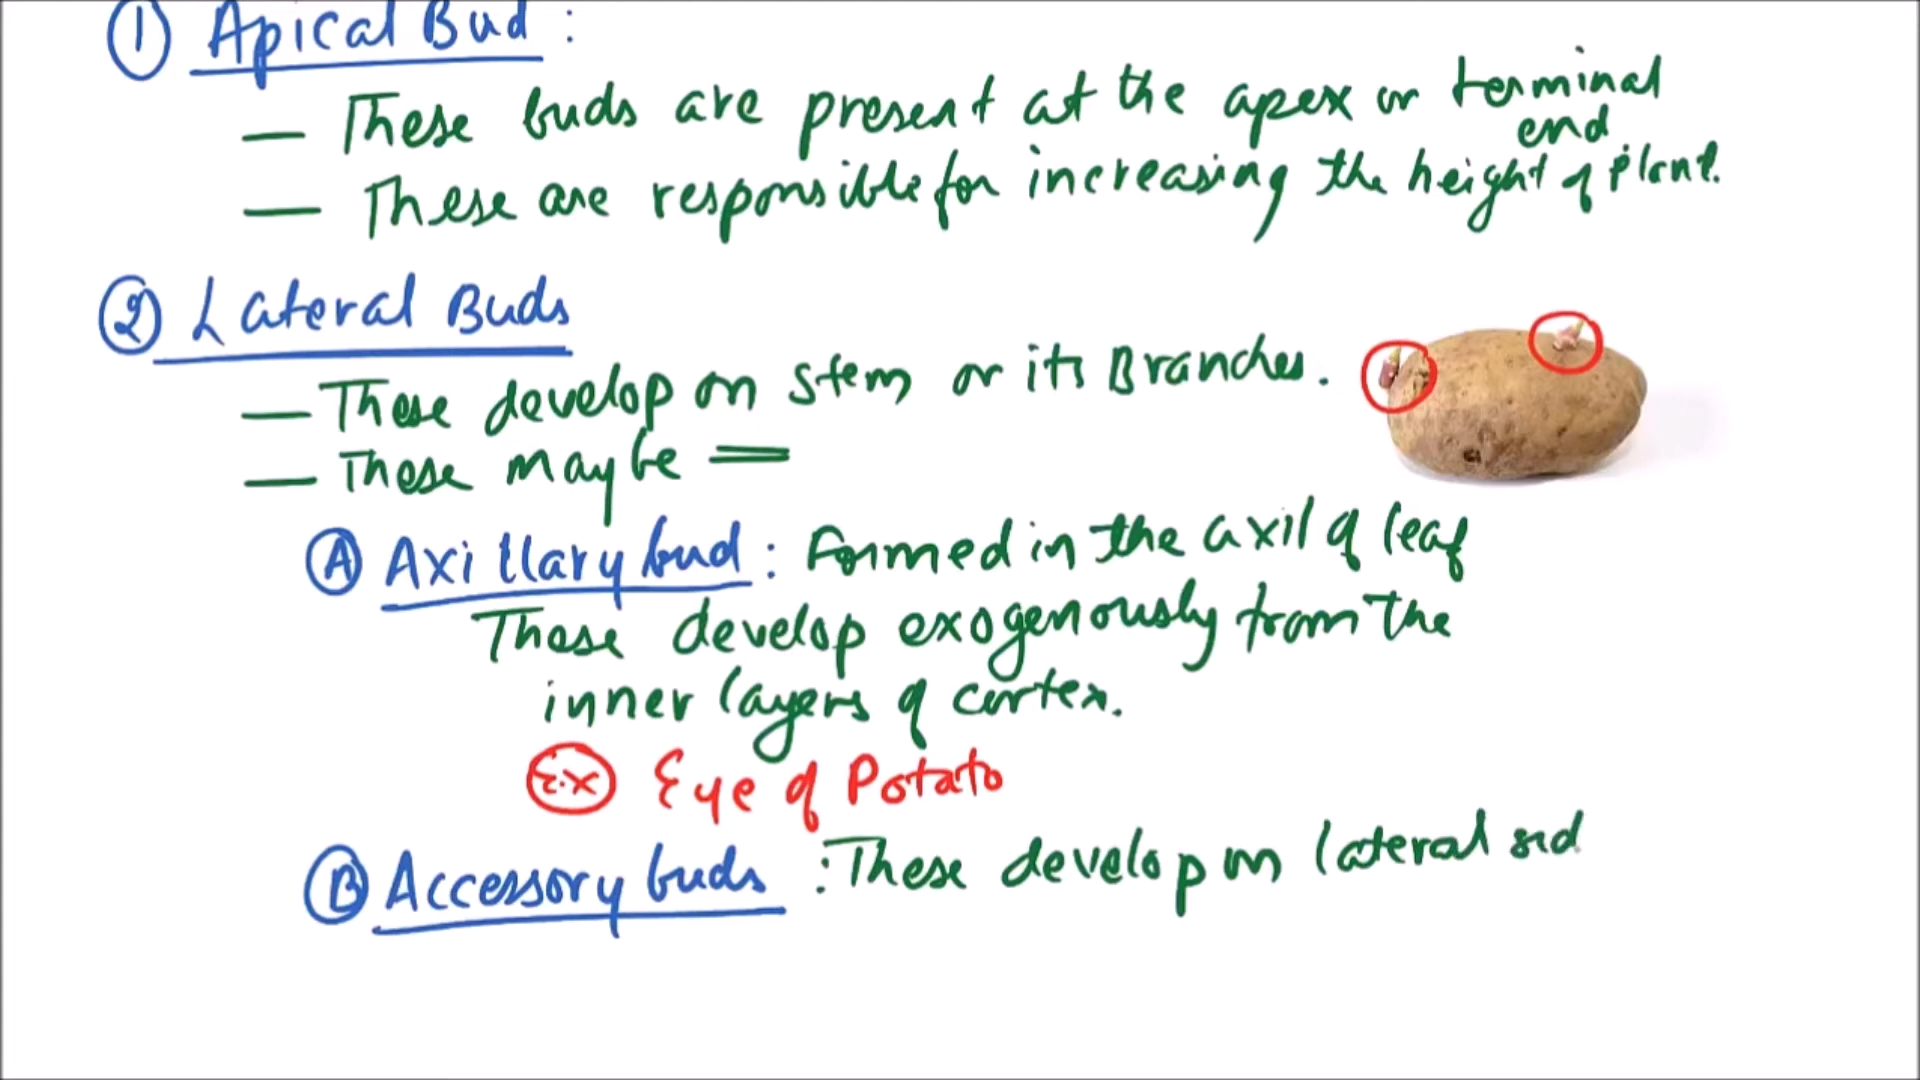 ① Apical Bud :
— These buds are present at the apex or terminal
end
— These are responsible for increasing the height of plant.
② Lateral Buds
— These develop on stem or its Branches.
— These maybe =
Ⓐ Axillary bud : Formed in the axil of leaf
These develop exogenously from the
inner layers of cortex.
Ex Eye of Potato
Ⓑ Accessory buds : These develop on lateral sid